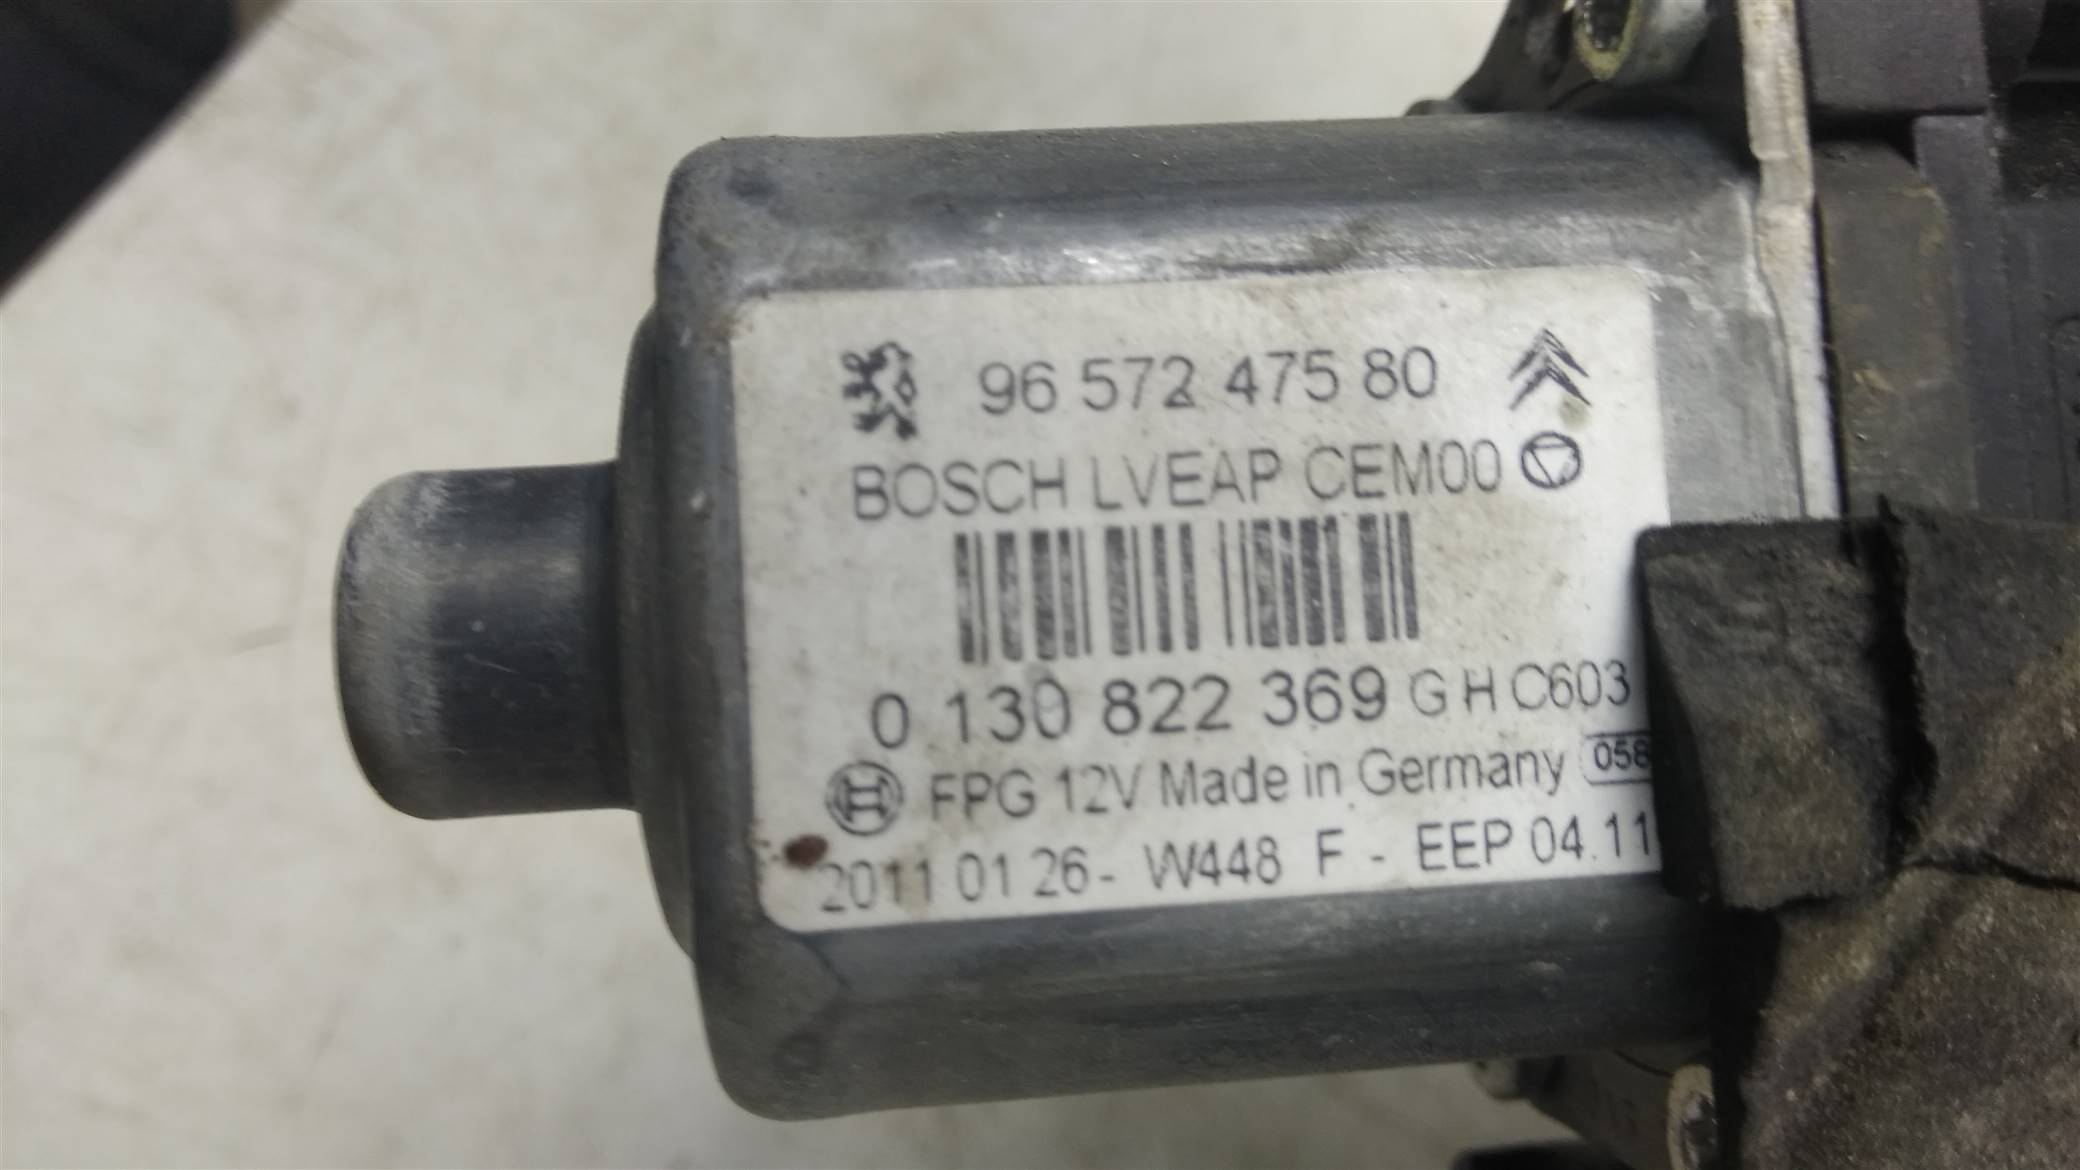 96 572 475 80
BOSCH LVEAP CEM00
0 130 822 369 G H C603
FPG 12V Made in Germany 058
2011 01 26 - W448 F - EEP 04.11